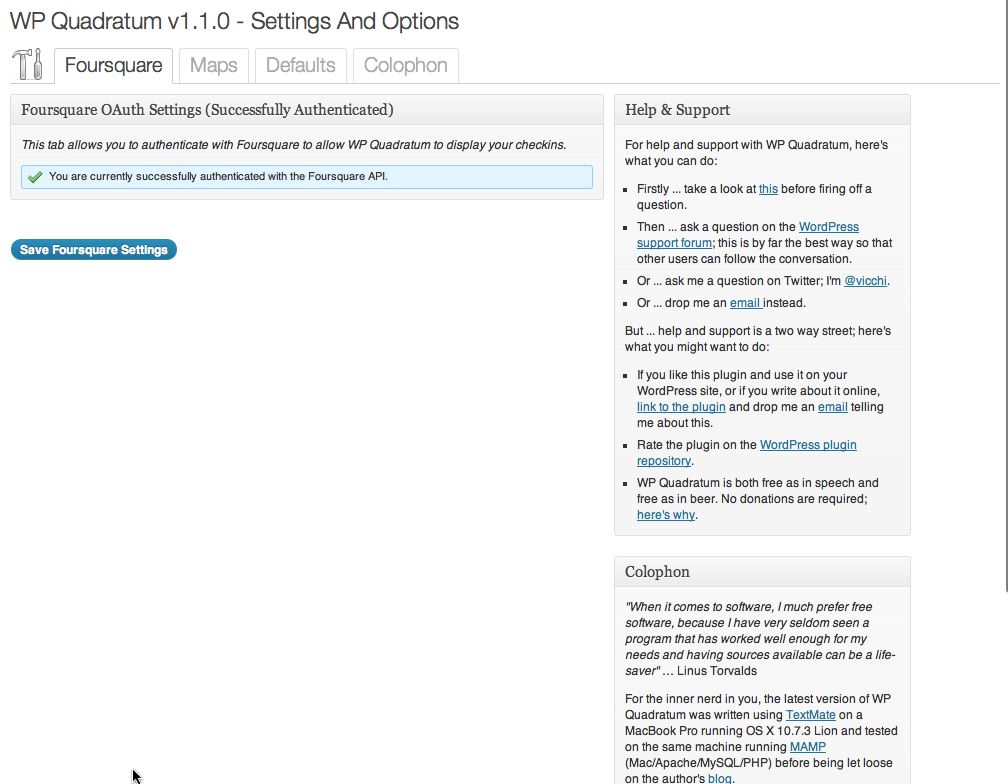 WP Quadratum v1.1.0 - Settings And Options
Foursquare
Maps
Defaults
Colophon
Foursquare OAuth Settings (Successfully Authenticated)
This tab allows you to authenticate with Foursquare to allow WP Quadratum to display your checkins.
You are currently successfully authenticated with the Foursquare API.
Save Foursquare Settings
Help & Support
For help and support with WP Quadratum, here's
what you can do:
Firstly ... take a look at this before firing off a
question.
Then ... ask a question on the WordPress
support forum; this is by far the best way so that
other users can follow the conversation.
Or ... ask me a question on Twitter; I'm @vicchi.
Or ... drop me an email instead.
But ... help and support is a two way street; here's
what you might want to do:
If you like this plugin and use it on your
WordPress site, or if you write about it online,
link to the plugin and drop me an email telling
me about this.
Rate the plugin on the WordPress plugin
repository.
WP Quadratum is both free as in speech and
free as in beer. No donations are required;
here's why.
Colophon
"When it comes to software, I much prefer free
software, because I have very seldom seen a
program that has worked well enough for my
needs and having sources available can be a life-
saver" ... Linus Torvalds
For the inner nerd in you, the latest version of WP
Quadratum was written using TextMate on a
MacBook Pro running OS X 10.7.3 Lion and tested
on the same machine running MAMP
(Mac/Apache/MySQL/PHP) before being let loose
on the author's blog.